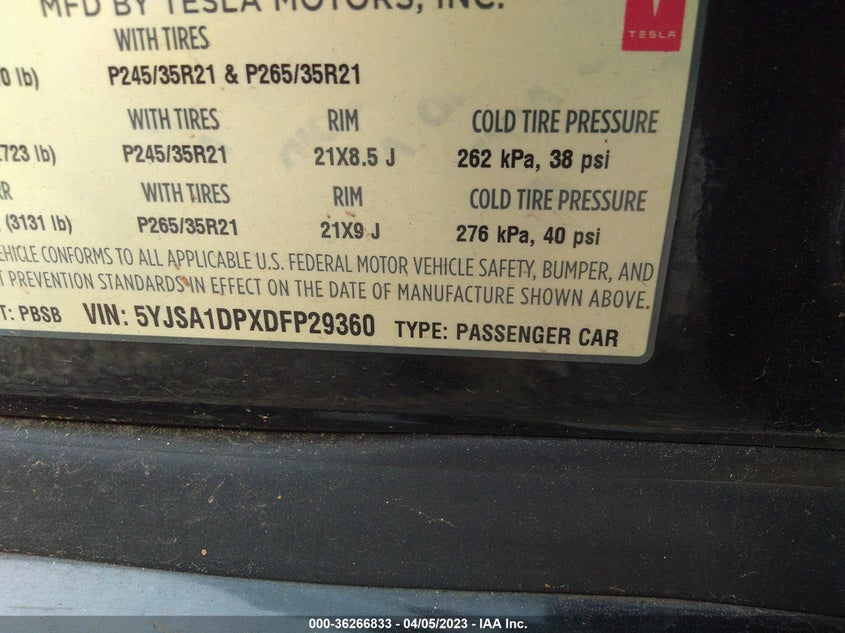 MFD BY TESLA MOTORS, INC.
TESLA
WITH TIRES
0 lb) P245/35R21 & P265/35R21
WITH TIRES RIM COLD TIRE PRESSURE
723 lb) P245/35R21 21X8.5 J 262 kPa, 38 psi
RR WITH TIRES RIM COLD TIRE PRESSURE
(3131 lb) P265/35R21 21X9 J 276 kPa, 40 psi
EHICLE CONFORMS TO ALL APPLICABLE U.S. FEDERAL MOTOR VEHICLE SAFETY, BUMPER, AND
T PREVENTION STANDARDS IN EFFECT ON THE DATE OF MANUFACTURE SHOWN ABOVE.
T: PBSB VIN: 5YJSA1DPXDFP29360 TYPE: PASSENGER CAR
000-36266833 - 04/05/2023 - IAA Inc.